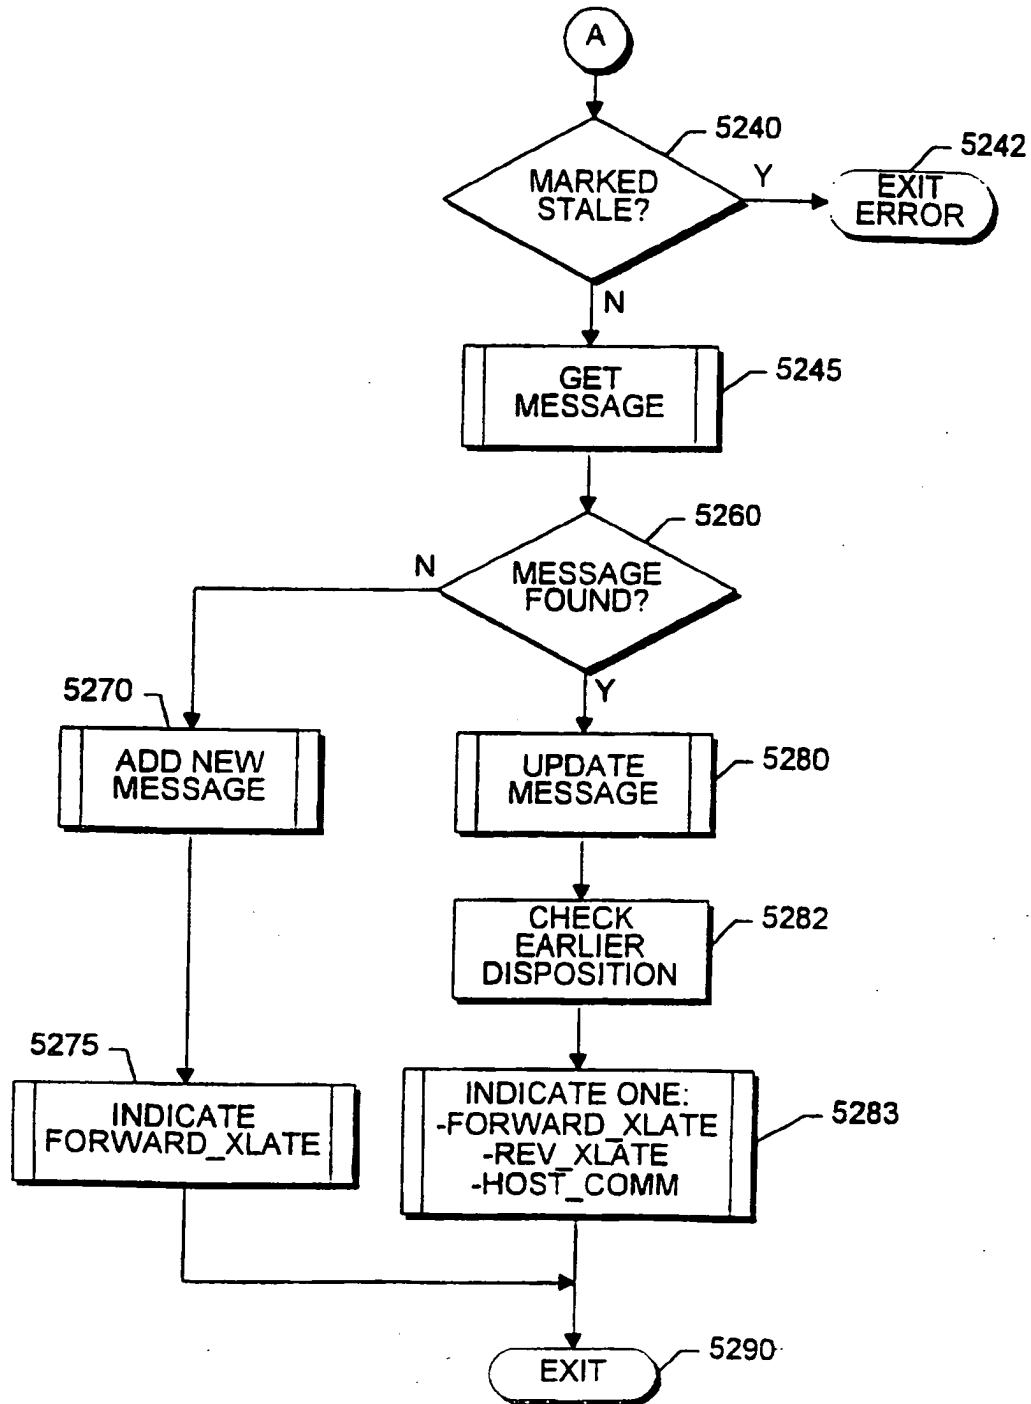 A
5240
5242
MARKED
STALE?
Y
EXIT
ERROR
N
GET
MESSAGE
5245
5260
N
MESSAGE
FOUND?
Y
5270
ADD NEW
MESSAGE
UPDATE
MESSAGE
5280
CHECK
EARLIER
DISPOSITION
5282
5275
INDICATE
FORWARD_XLATE
INDICATE ONE:
-FORWARD_XLATE
-REV_XLATE
-HOST_COMM
5283
EXIT
5290